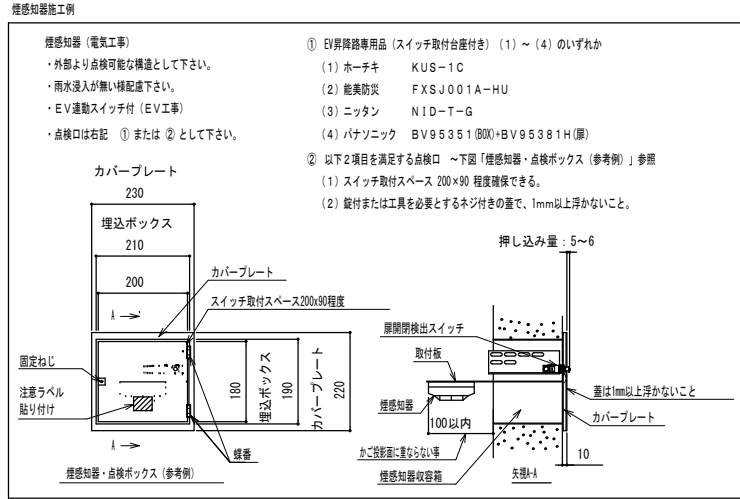 煙感知器施工例
煙感知器（電気工事）
・外部より点検可能な構造として下さい。
・雨水浸入が無い様配慮下さい。
・ＥＶ連動スイッチ付（ＥＶ工事）
・点検口は右記　① または ② として下さい。
① EV昇降路専用品（スイッチ取付台座付き）（1）～（4）のいずれか
（1）ホーチキ　ＫＵＳ－１Ｃ
（2）能美防災　ＦＸＳＪ００１Ａ－ＨＵ
（3）ニッタン　ＮＩＤ－Ｔ－Ｇ
（4）パナソニック　ＢＶ９５３５１(BOX)+ＢＶ９５３８１Ｈ(扉)
② 以下２項目を満足する点検口　～下図「煙感知器・点検ボックス（参考例）」参照
（1）スイッチ取付スペース 200×90 程度確保できる。
（2）錠付または工具を必要とするネジ付きの蓋で、1mm以上浮かないこと。
カバープレート
230
埋込ボックス
210
200
カバープレート
スイッチ取付スペース200x90程度
A
固定ねじ
注意ラベル
貼り付け
180
埋込ボックス
190
カバープレート
220
A
蝶番
煙感知器・点検ボックス（参考例）
押し込み量：5～6
扉開閉検出スイッチ
取付板
煙感知器
100以内
かご投影面に重ならない事
煙感知器収容箱
蓋は1mm以上浮かないこと
カバープレート
10
矢視A-A